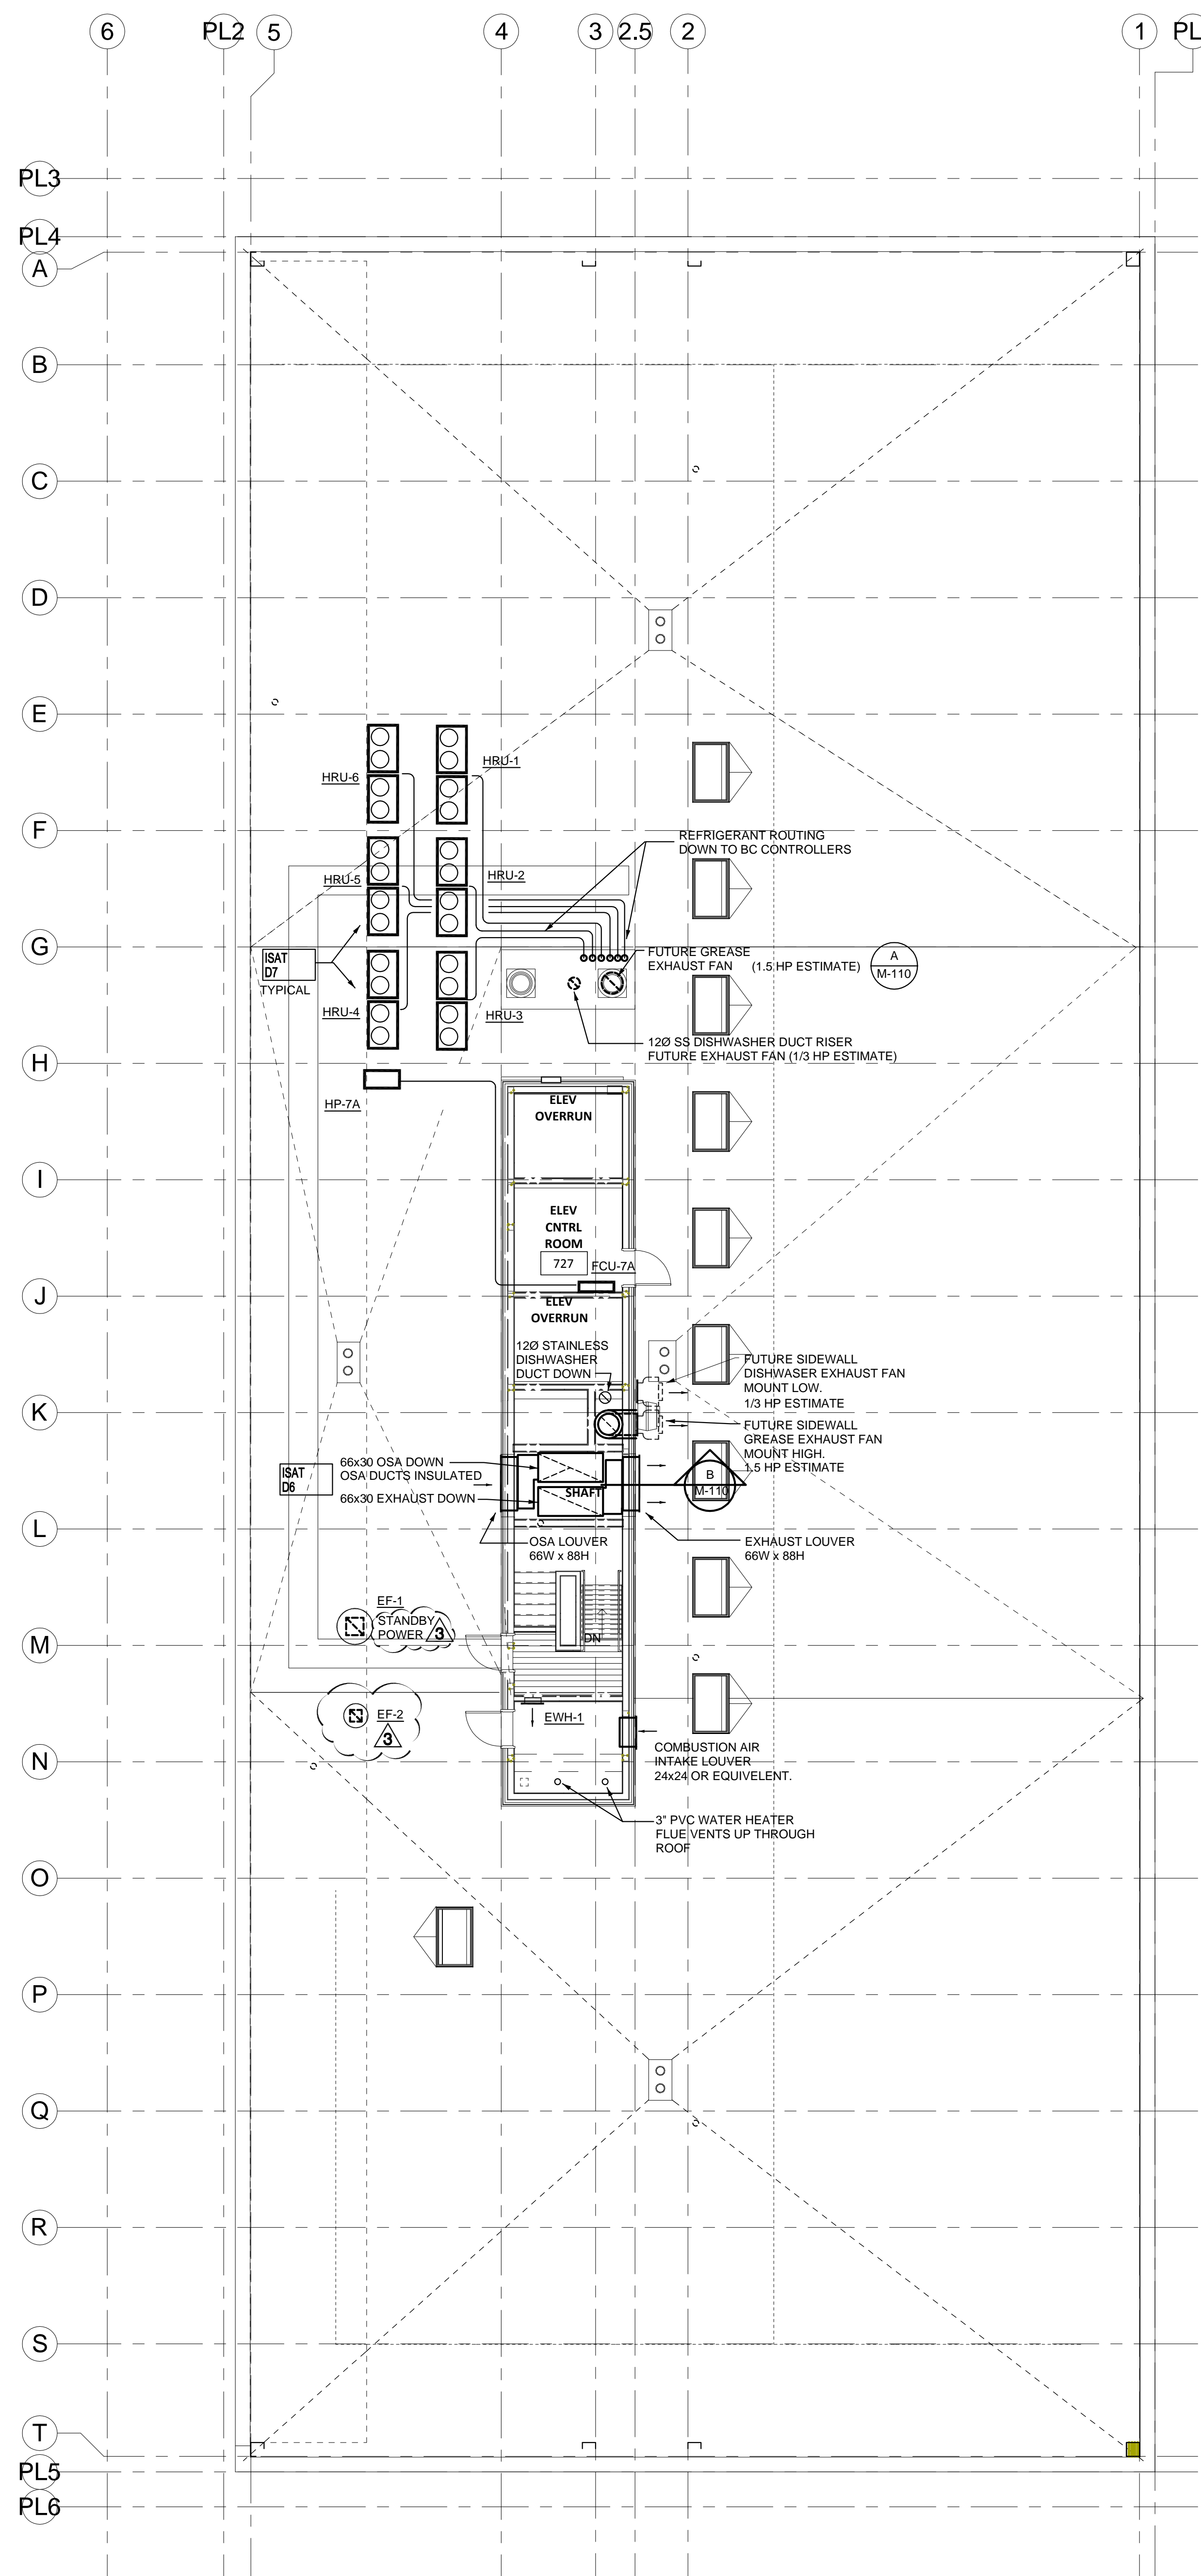 6
PL2
5
4
3
2.5
2
1
PL
PL3
PL4
A
B
C
D
E
HRU-1
HRU-6
F
REFRIGERANT ROUTING
DOWN TO BC CONTROLLERS
HRU-2
HRU-5
G
ISAT
D7
TYPICAL
FUTURE GREASE
EXHAUST FAN
(1.5 HP ESTIMATE)
A
M-110
HRU-4
HRU-3
12Ø SS DISHWASHER DUCT RISER
FUTURE EXHAUST FAN (1/3 HP ESTIMATE)
H
HP-7A
ELEV
OVERRUN
I
ELEV
CNTRL
ROOM
727
FCU-7A
J
ELEV
OVERRUN
12Ø STAINLESS
DISHWASHER
DUCT DOWN
FUTURE SIDEWALL
DISHWASER EXHAUST FAN
MOUNT LOW.
1/3 HP ESTIMATE
K
FUTURE SIDEWALL
GREASE EXHAUST FAN
MOUNT HIGH.
1.5 HP ESTIMATE
ISAT
D6
66x30 OSA DOWN
OSA DUCTS INSULATED
66x30 EXHAUST DOWN
SHAFT
B
M-110
L
OSA LOUVER
66W x 88H
EXHAUST LOUVER
66W x 88H
EF-1
STANDBY
POWER
3
M
DN
EF-2
3
EWH-1
N
COMBUSTION AIR
INTAKE LOUVER
24x24 OR EQUIVELENT.
3" PVC WATER HEATER
FLUE VENTS UP THROUGH
ROOF
O
P
Q
R
S
T
PL5
PL6